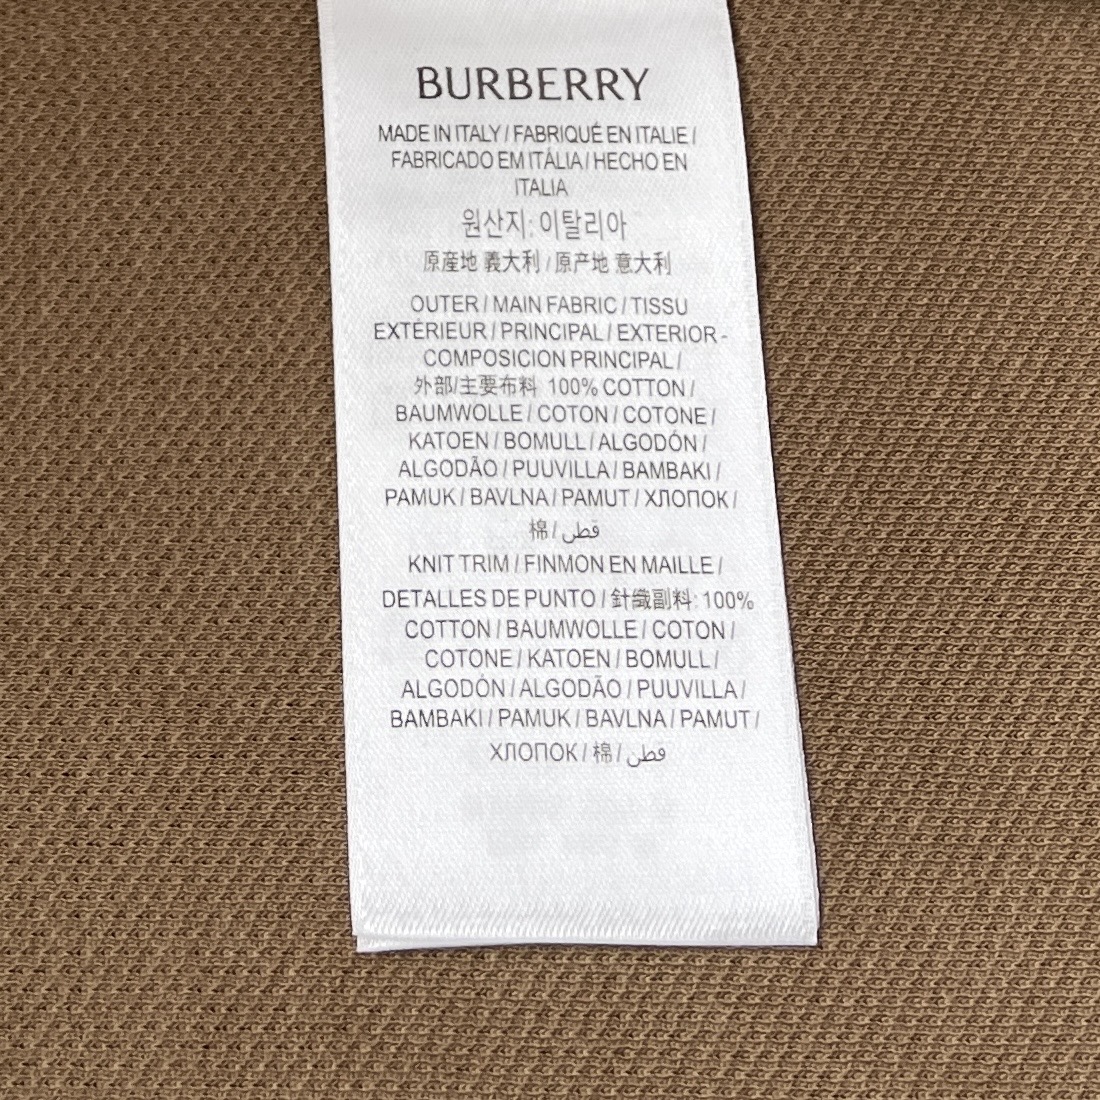 BURBERRY
MADE IN ITALY / FABRIQUÉ EN ITALIE /
FABRICADO EM ITÁLIA / HECHO EN
ITALIA
원산지: 이탈리아
原産地 義大利 / 原产地 意大利
OUTER / MAIN FABRIC / TISSU
EXTÉRIEUR / PRINCIPAL / EXTERIOR -
COMPOSICION PRINCIPAL /
外部/主要布料 100% COTTON /
BAUMWOLLE / COTON / COTONE /
KATOEN / BOMULL / ALGODÓN /
ALGODÃO / PUUVILLA / BAMBAKI /
PAMUK / BAVLNA / PAMUT / ХЛОПОК /
棉 / قطن
KNIT TRIM / FINMON EN MAILLE /
DETALLES DE PUNTO / 針織副料: 100%
COTTON / BAUMWOLLE / COTON /
COTONE / KATOEN / BOMULL /
ALGODÓN / ALGODÃO / PUUVILLA /
BAMBAKI / PAMUK / BAVLNA / PAMUT /
ХЛОПОК / 棉 / قطن